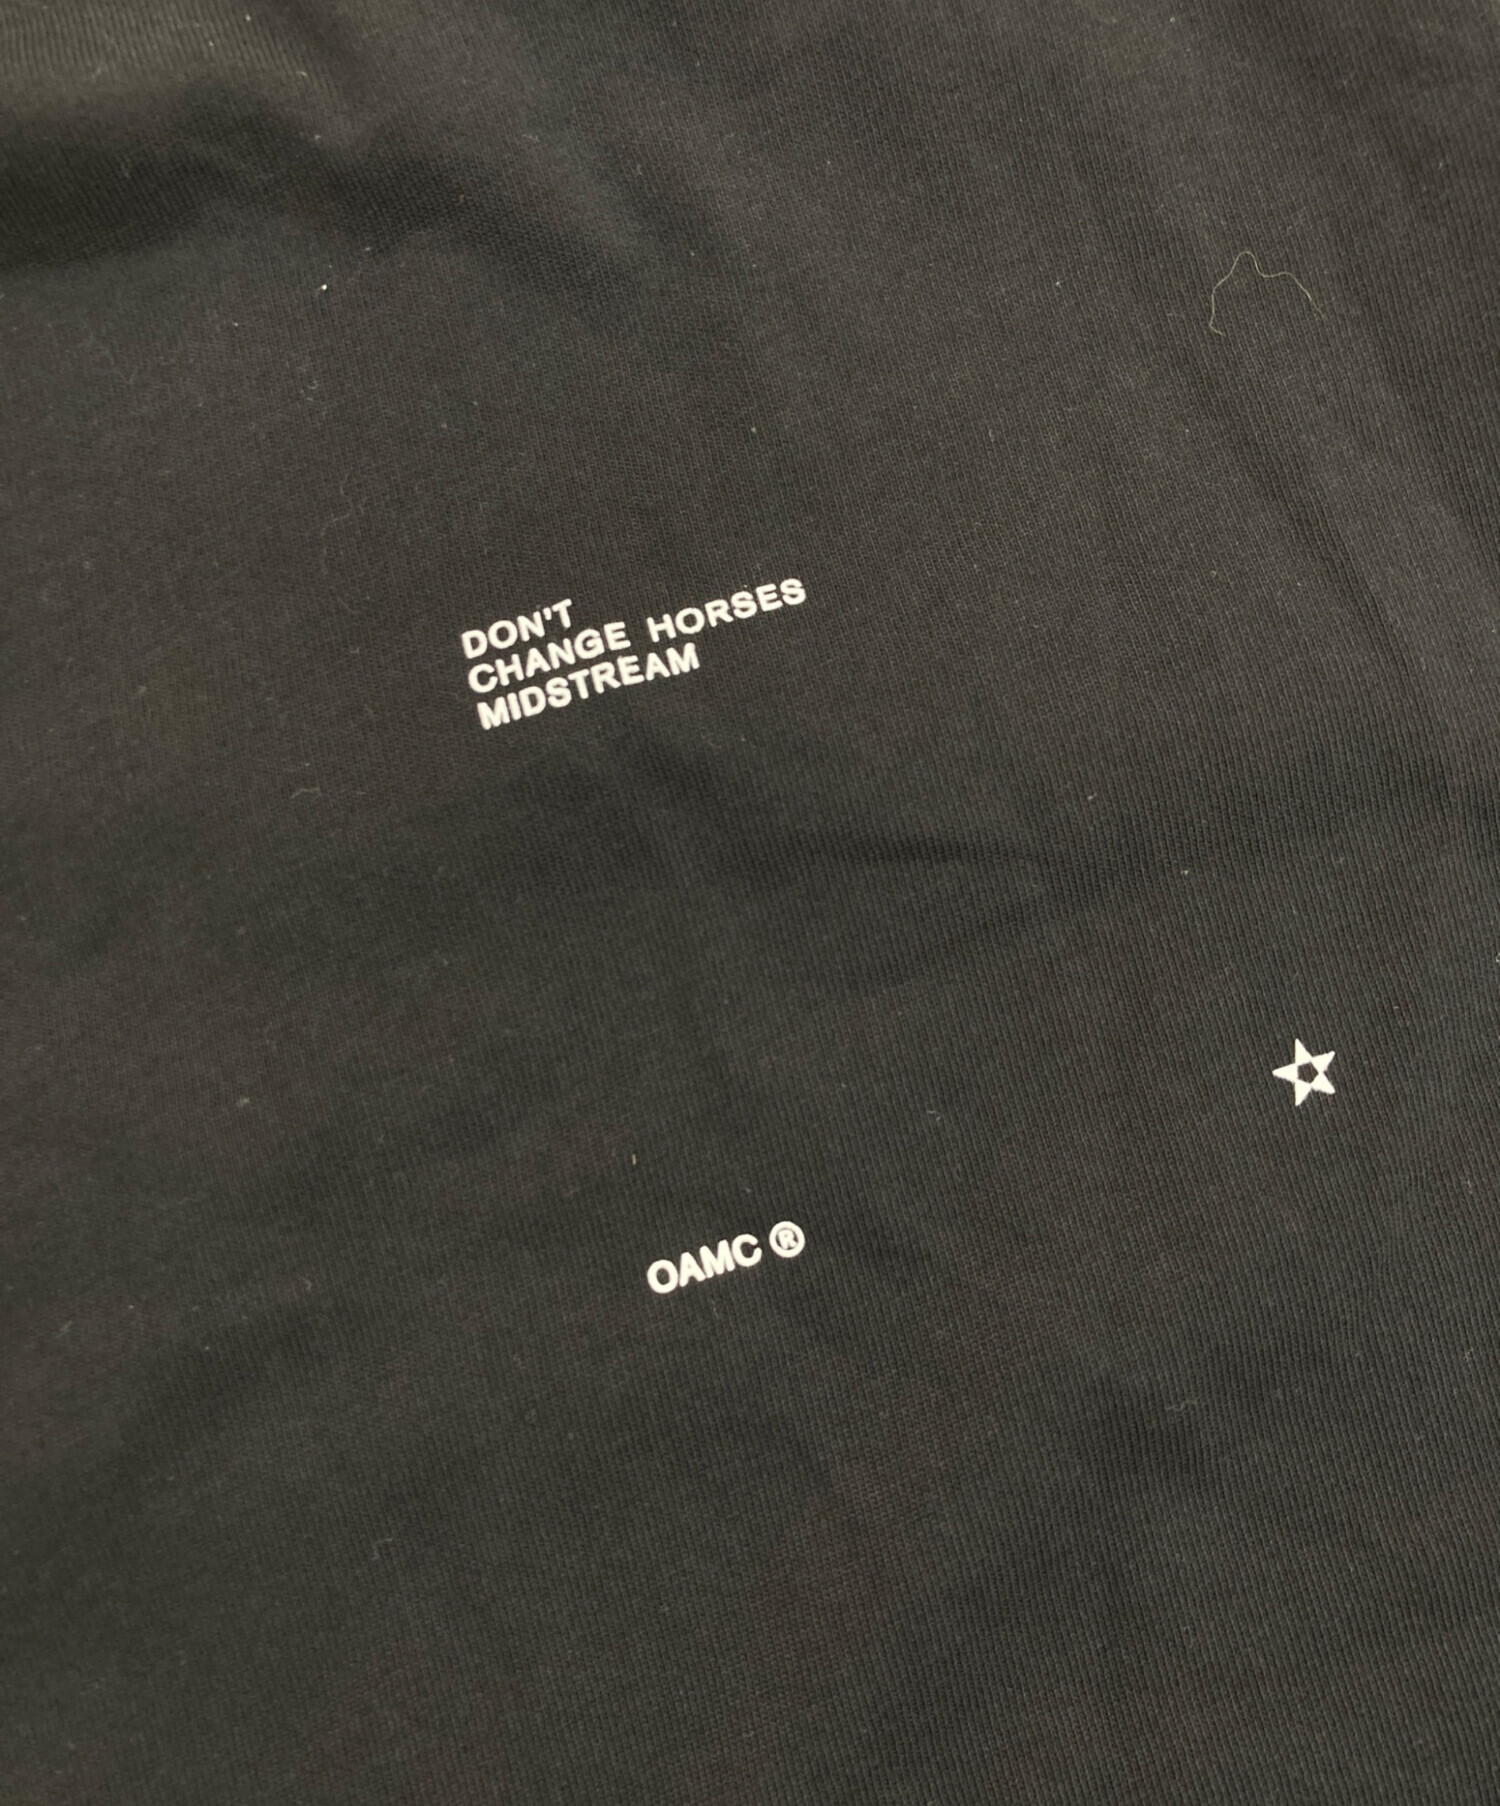 DON'T
CHANGE HORSES
MIDSTREAM
OAMC ®